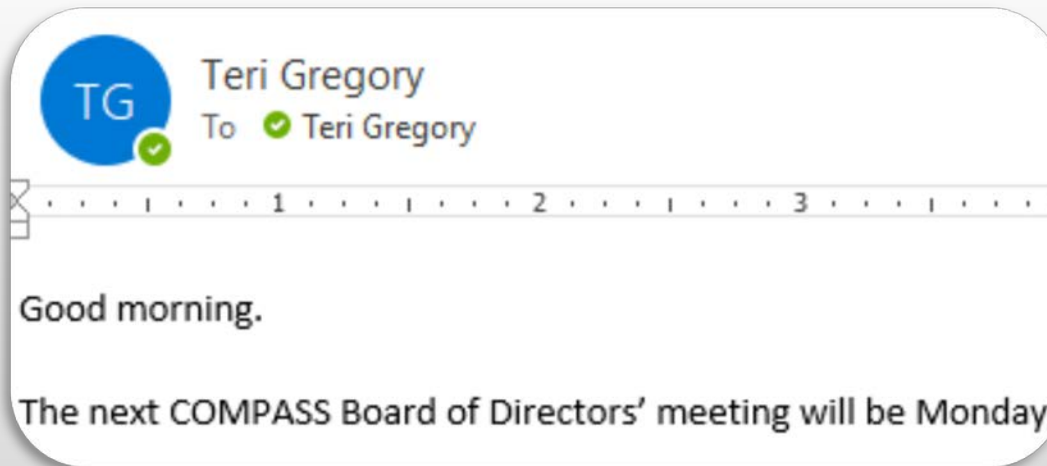 TG
Teri Gregory
To Teri Gregory
1 2 3
Good morning.
The next COMPASS Board of Directors’ meeting will be Monday